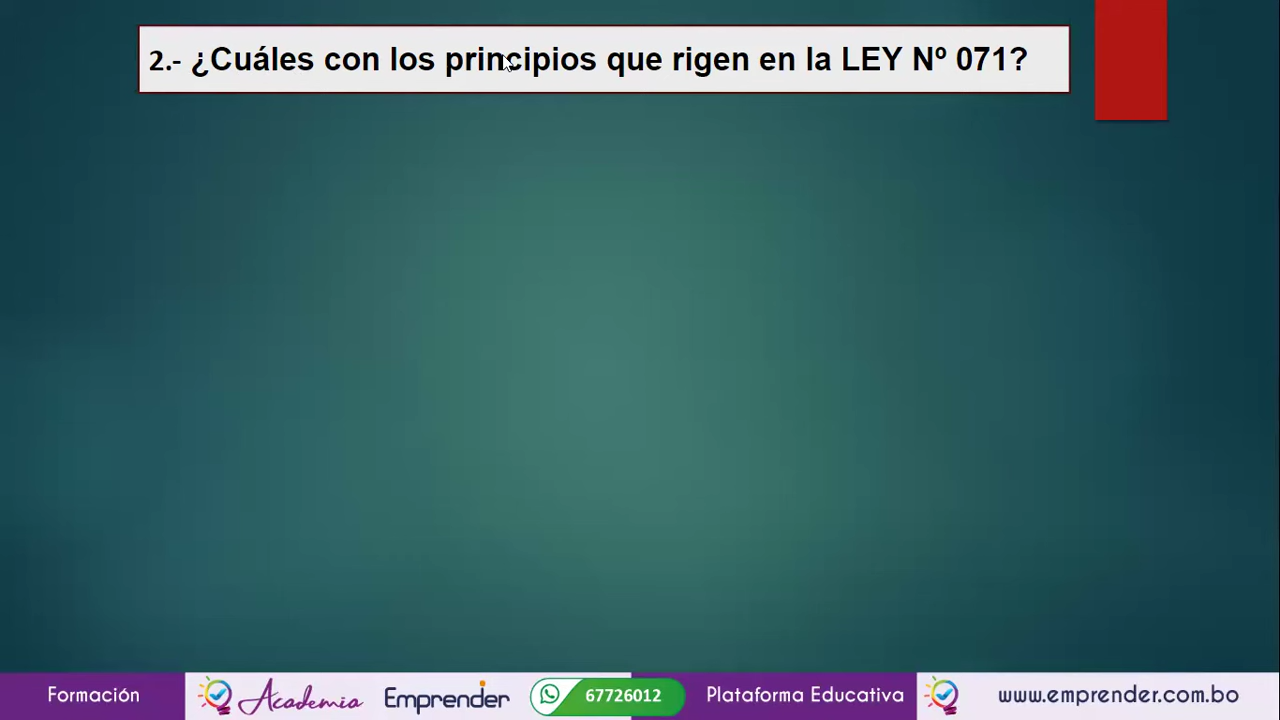 2.- ¿Cuáles con los principios que rigen en la LEY Nº 071?
Formación
Academia
Emprender
67726012
Plataforma Educativa
www.emprender.com.bo